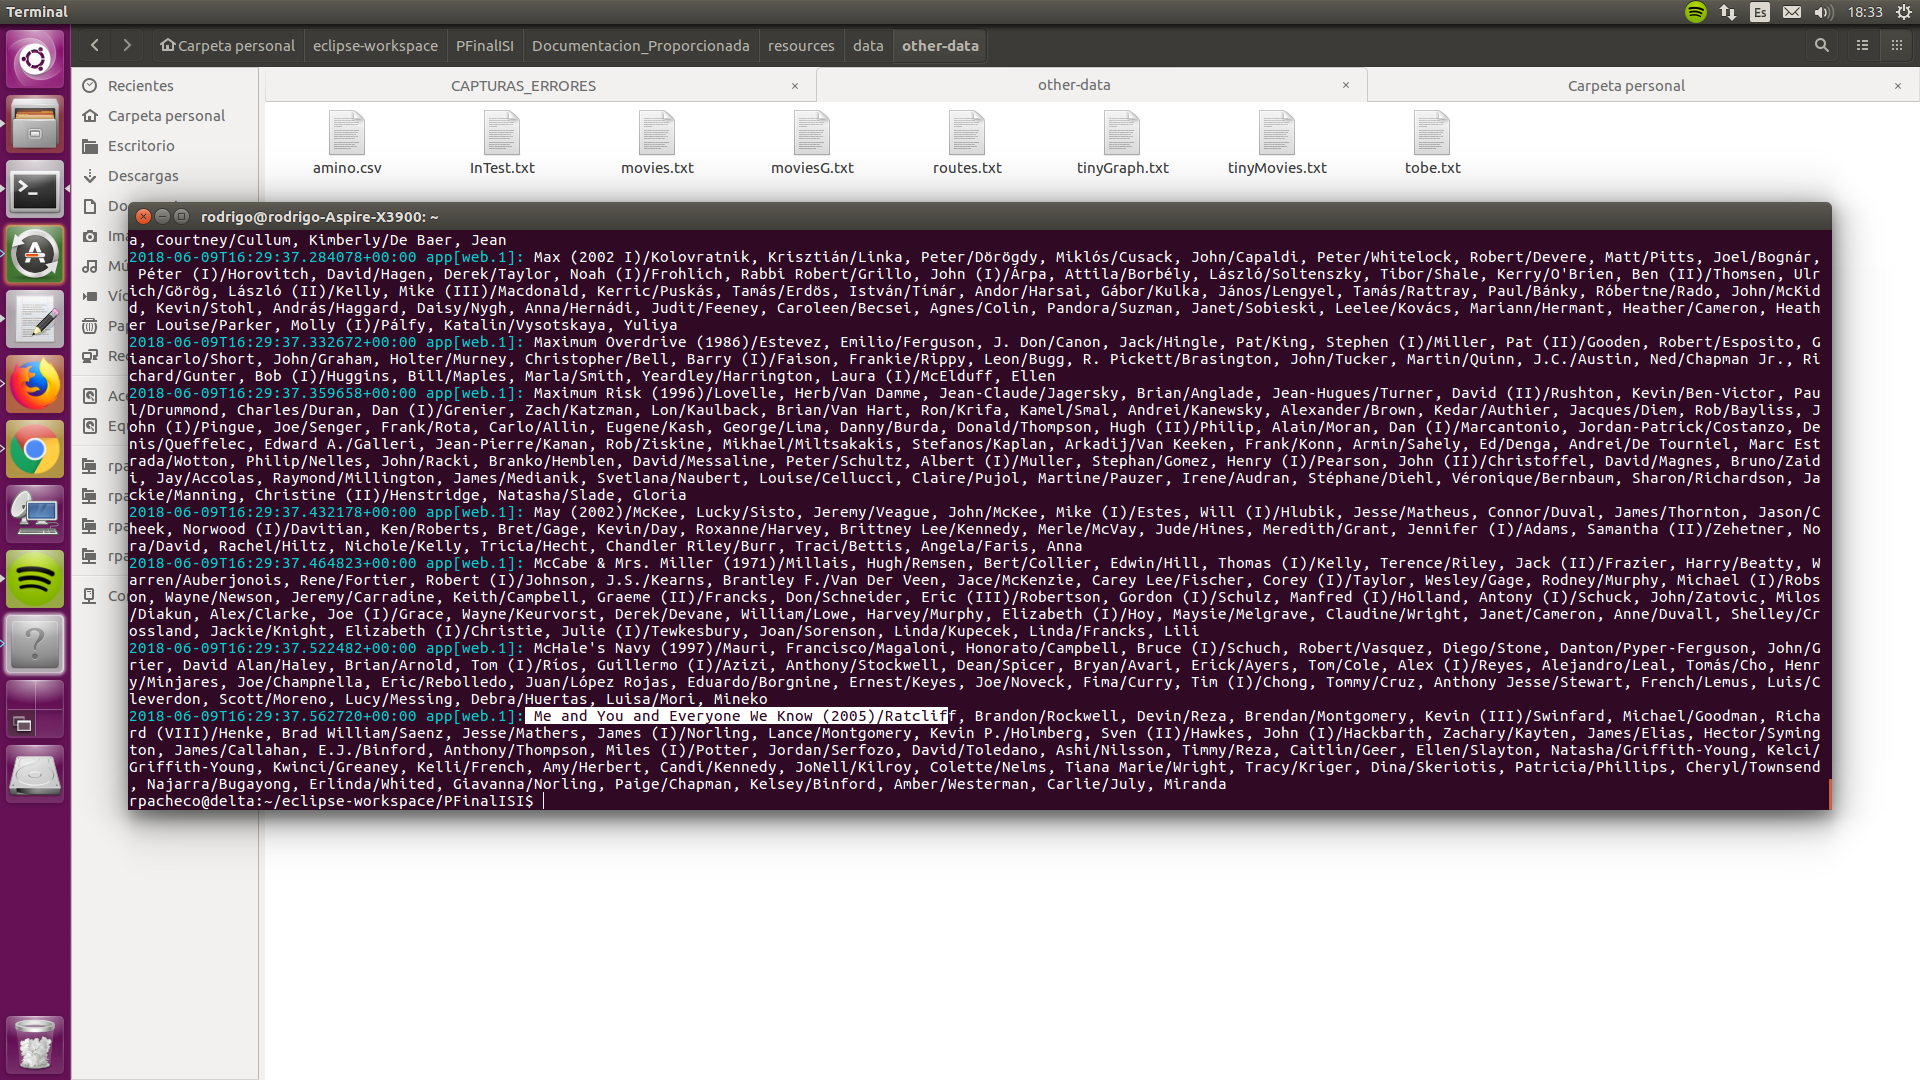 Terminal
Es
18:33
Carpeta personal
eclipse-workspace
PFinalISI
Documentacion_Proporcionada
resources
data
other-data
CAPTURAS_ERRORES
other-data
Carpeta personal
Recientes
Carpeta personal
Escritorio
Descargas
amino.csv
InTest.txt
movies.txt
moviesG.txt
routes.txt
tinyGraph.txt
tinyMovies.txt
tobe.txt
rodrigo@rodrigo-Aspire-X3900: ~
a, Courtney/Cullum, Kimberly/De Baer, Jean
2018-06-09T16:29:37.284078+00:00 app[web.1]: Max (2002 I)/Kolovratnik, Krisztián/Linka, Peter/Dörögdy, Miklós/Cusack, John/Capaldi, Peter/Whitelock, Robert/Devere, Matt/Pitts, Joel/Bognár,
Péter (I)/Horovitch, David/Hagen, Derek/Taylor, Noah (I)/Frohlich, Rabbi Robert/Grillo, John (I)/Árpa, Attila/Borbély, László/Soltenszky, Tibor/Shale, Kerry/O'Brien, Ben (II)/Thomsen, Ulr
ich/Görög, László (II)/Kelly, Mike (III)/Macdonald, Kerric/Puskás, Tamás/Erdös, István/Tímár, Andor/Harsai, Gábor/Kulka, János/Lengyel, Tamás/Rattray, Paul/Bánky, Róbertne/Rado, John/McKid
d, Kevin/Stohl, András/Haggard, Daisy/Nygh, Anna/Hernádi, Judit/Feeney, Caroleen/Becsei, Agnes/Colin, Pandora/Suzman, Janet/Sobieski, Leelee/Kovács, Mariann/Hermant, Heather/Cameron, Heath
er Louise/Parker, Molly (I)/Pálfy, Katalin/Vysotskaya, Yuliya
2018-06-09T16:29:37.332672+00:00 app[web.1]: Maximum Overdrive (1986)/Estevez, Emilio/Ferguson, J. Don/Canon, Jack/Hingle, Pat/King, Stephen (I)/Miller, Pat (II)/Gooden, Robert/Esposito, G
iancarlo/Short, John/Graham, Holter/Murney, Christopher/Bell, Barry (I)/Faison, Frankie/Rippy, Leon/Bugg, R. Pickett/Brasington, John/Tucker, Martin/Quinn, J.C./Austin, Ned/Chapman Jr., Ri
chard/Gunter, Bob (I)/Huggins, Bill/Maples, Marla/Smith, Yeardley/Harrington, Laura (I)/McElduff, Ellen
2018-06-09T16:29:37.359658+00:00 app[web.1]: Maximum Risk (1996)/Lovelle, Herb/Van Damme, Jean-Claude/Jagersky, Brian/Anglade, Jean-Hugues/Turner, David (II)/Rushton, Kevin/Ben-Victor, Pau
l/Drummond, Charles/Duran, Dan (I)/Grenier, Zach/Katzman, Lon/Kaulback, Brian/Van Hart, Ron/Krifa, Kamel/Smal, Andrei/Kanewsky, Alexander/Brown, Kedar/Authier, Jacques/Diem, Rob/Bayliss, J
ohn (I)/Pingue, Joe/Senger, Frank/Rota, Carlo/Allin, Eugene/Kash, George/Lima, Danny/Burda, Donald/Thompson, Hugh (II)/Philip, Alain/Moran, Dan (I)/Marcantonio, Jordan-Patrick/Costanzo, De
nis/Queffelec, Edward A./Galleri, Jean-Pierre/Kaman, Rob/Ziskine, Mikhael/Miltsakakis, Stefanos/Kaplan, Arkadij/Van Keeken, Frank/Konn, Armin/Sahely, Ed/Denga, Andrei/De Tourniel, Marc Est
rada/Wotton, Philip/Nelles, John/Racki, Branko/Hemblen, David/Messaline, Peter/Schultz, Albert (I)/Muller, Stephan/Gomez, Henry (I)/Pearson, John (II)/Christoffel, David/Magnes, Bruno/Zaid
i, Jay/Accolas, Raymond/Millington, James/Medianik, Svetlana/Naubert, Louise/Cellucci, Claire/Pujol, Martine/Pauzer, Irene/Audran, Stéphane/Diehl, Véronique/Bernbaum, Sharon/Richardson, Ja
ckie/Manning, Christine (II)/Henstridge, Natasha/Slade, Gloria
2018-06-09T16:29:37.432178+00:00 app[web.1]: May (2002)/McKee, Lucky/Sisto, Jeremy/Veague, John/McKee, Mike (I)/Estes, Will (I)/Hlubik, Jesse/Matheus, Connor/Duval, James/Thornton, Jason/C
heek, Norwood (I)/Davitian, Ken/Roberts, Bret/Gage, Kevin/Day, Roxanne/Harvey, Brittney Lee/Kennedy, Merle/McVay, Jude/Hines, Meredith/Grant, Jennifer (I)/Adams, Samantha (II)/Zehetner, No
ra/David, Rachel/Hiltz, Nichole/Kelly, Tricia/Hecht, Chandler Riley/Burr, Traci/Bettis, Angela/Faris, Anna
2018-06-09T16:29:37.464823+00:00 app[web.1]: McCabe & Mrs. Miller (1971)/Millais, Hugh/Remsen, Bert/Collier, Edwin/Hill, Thomas (I)/Kelly, Terence/Riley, Jack (II)/Frazier, Harry/Beatty, W
arren/Auberjonois, Rene/Fortier, Robert (I)/Johnson, J.S./Kearns, Brantley F./Van Der Veen, Jace/McKenzie, Carey Lee/Fischer, Corey (I)/Taylor, Wesley/Gage, Rodney/Murphy, Michael (I)/Robs
on, Wayne/Newson, Jeremy/Carradine, Keith/Campbell, Graeme (II)/Francks, Don/Schneider, Eric (III)/Robertson, Gordon (I)/Schulz, Manfred (I)/Holland, Antony (I)/Schuck, John/Zatovic, Milos
/Diakun, Alex/Clarke, Joe (I)/Grace, Wayne/Keurvorst, Derek/Devane, William/Lowe, Harvey/Murphy, Elizabeth (I)/Hoy, Maysie/Melgrave, Claudine/Wright, Janet/Cameron, Anne/Duvall, Shelley/Cr
ossland, Jackie/Knight, Elizabeth (I)/Christie, Julie (I)/Tewkesbury, Joan/Sorenson, Linda/Kupecek, Linda/Francks, Lili
2018-06-09T16:29:37.522482+00:00 app[web.1]: McHale's Navy (1997)/Mauri, Francisco/Magaloni, Honorato/Campbell, Bruce (I)/Schuch, Robert/Vasquez, Diego/Stone, Danton/Pyper-Ferguson, John/G
rier, David Alan/Haley, Brian/Arnold, Tom (I)/Ríos, Guillermo (I)/Azizi, Anthony/Stockwell, Dean/Spicer, Bryan/Avari, Erick/Ayers, Tom/Cole, Alex (I)/Reyes, Alejandro/Leal, Tomás/Cho, Henr
y/Minjares, Joe/Champnella, Eric/Rebolledo, Juan/López Rojas, Eduardo/Borgnine, Ernest/Keyes, Joe/Noveck, Fima/Curry, Tim (I)/Chong, Tommy/Cruz, Anthony Jesse/Stewart, French/Lemus, Luis/C
leverdon, Scott/Moreno, Lucy/Messing, Debra/Huertas, Luisa/Mori, Mineko
2018-06-09T16:29:37.562720+00:00 app[web.1]: Me and You and Everyone We Know (2005)/Ratcliff, Brandon/Rockwell, Devin/Reza, Brendan/Montgomery, Kevin (III)/Swinfard, Michael/Goodman, Richa
rd (VIII)/Henke, Brad William/Saenz, Jesse/Mathers, James (I)/Norling, Lance/Montgomery, Kevin P./Holmberg, Sven (II)/Hawkes, John (I)/Hackbarth, Zachary/Kayten, James/Elias, Hector/Syming
ton, James/Callahan, E.J./Binford, Anthony/Thompson, Miles (I)/Potter, Jordan/Serfozo, David/Toledano, Ashi/Nilsson, Timmy/Reza, Caitlin/Geer, Ellen/Slayton, Natasha/Griffith-Young, Kelci/
Griffith-Young, Kwinci/Greaney, Kelli/French, Amy/Herbert, Candi/Kennedy, JoNell/Kilroy, Colette/Nelms, Tiana Marie/Wright, Tracy/Kriger, Dina/Skeriotis, Patricia/Phillips, Cheryl/Townsend
, Najarra/Bugayong, Erlinda/Whited, Giavanna/Norling, Paige/Chapman, Kelsey/Binford, Amber/Westerman, Carlie/July, Miranda
rpacheco@delta:~/eclipse-workspace/PFinalISI$